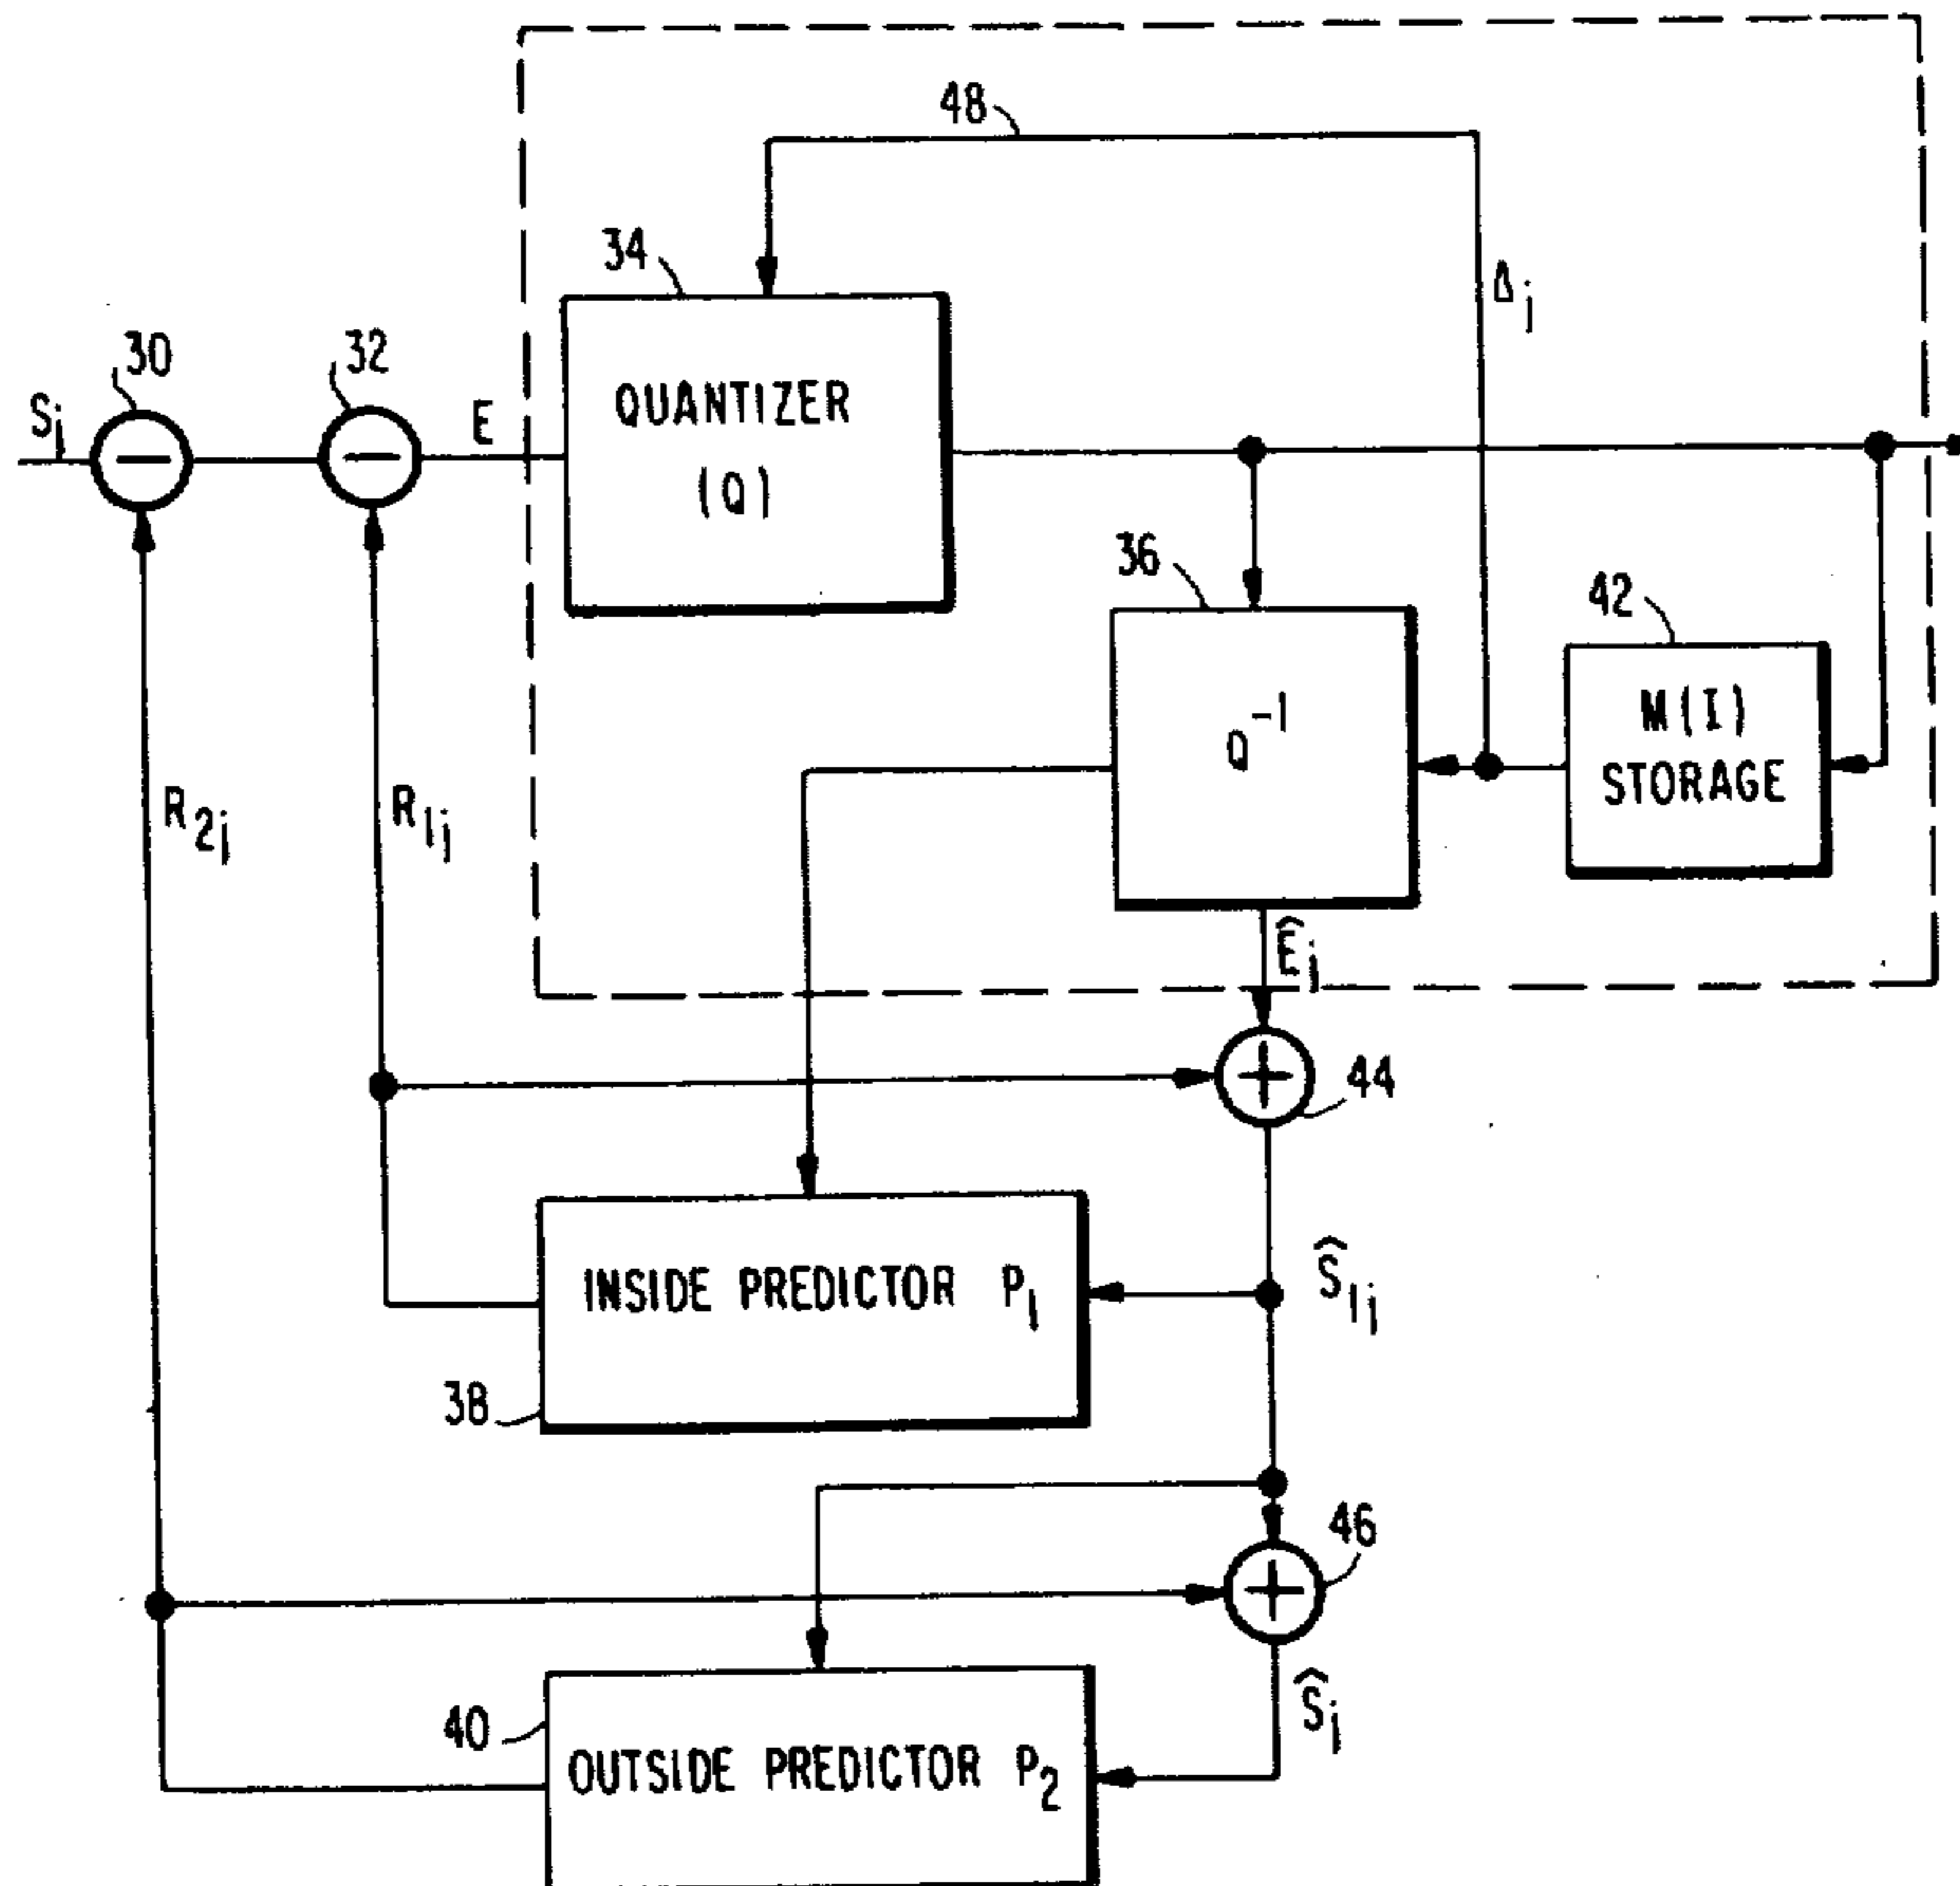 48
34
Δj
30
32
Sj
E
QUANTIZER
(Q)
36
42
Q⁻¹
M(I)
STORAGE
R2j
R1j
Êj
44
INSIDE PREDICTOR P1
Ŝ1j
38
46
40
Ŝj
OUTSIDE PREDICTOR P2